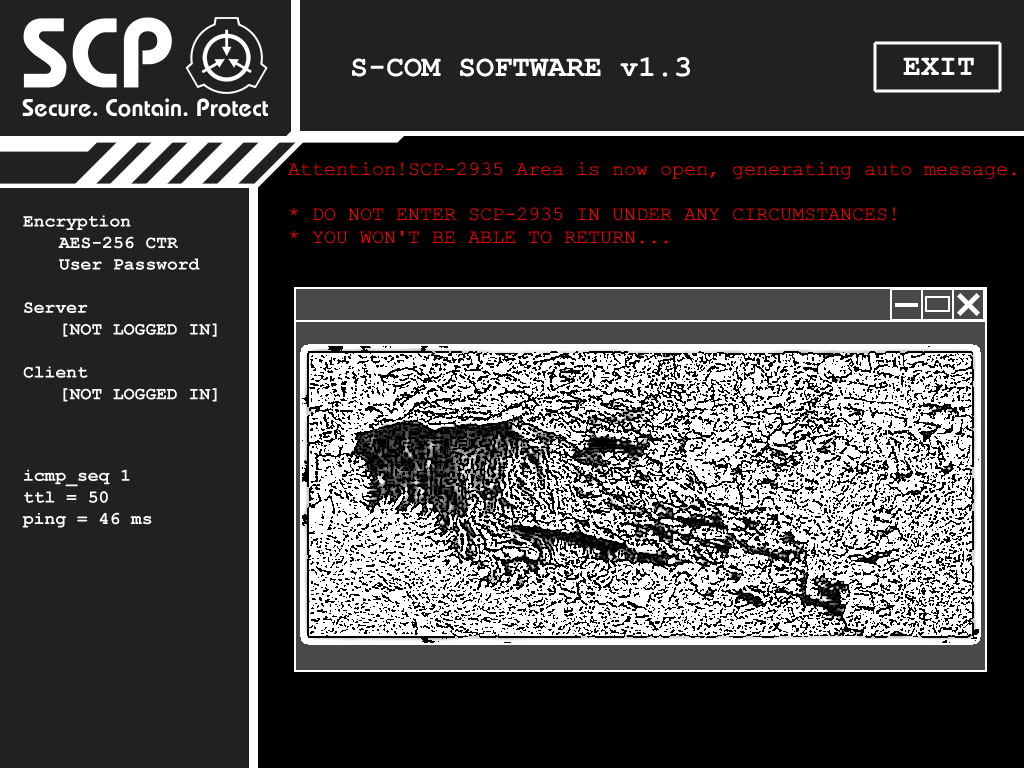 SCP
Secure. Contain. Protect
S-COM SOFTWARE v1.3
EXIT
Attention!SCP-2935 Area is now open, generating auto message.
* DO NOT ENTER SCP-2935 IN UNDER ANY CIRCUMSTANCES!
* YOU WON'T BE ABLE TO RETURN...
Encryption
AES-256 CTR
User Password
Server
[NOT LOGGED IN]
Client
[NOT LOGGED IN]
icmp_seq 1
ttl = 50
ping = 46 ms